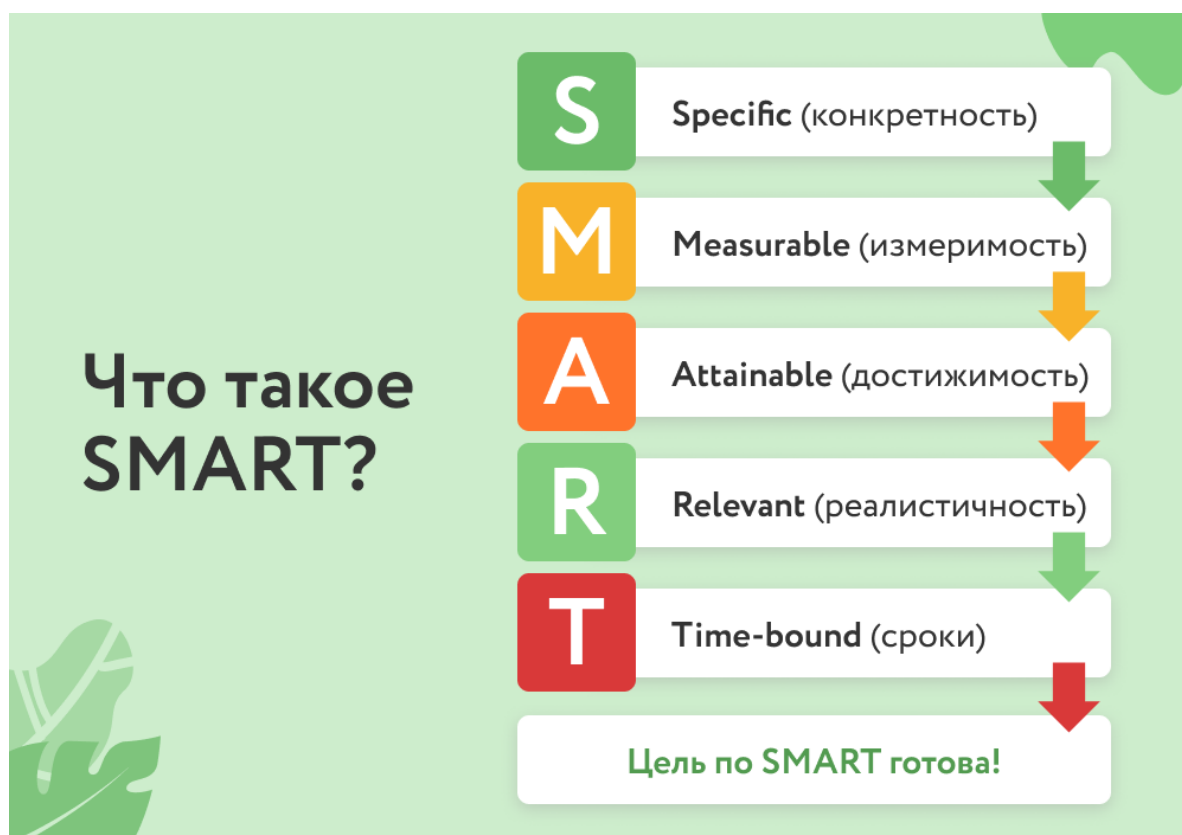 Что такое
SMART?
S
Specific (конкретность)
M
Measurable (измеримость)
A
Attainable (достижимость)
R
Relevant (реалистичность)
T
Time-bound (сроки)
Цель по SMART готова!